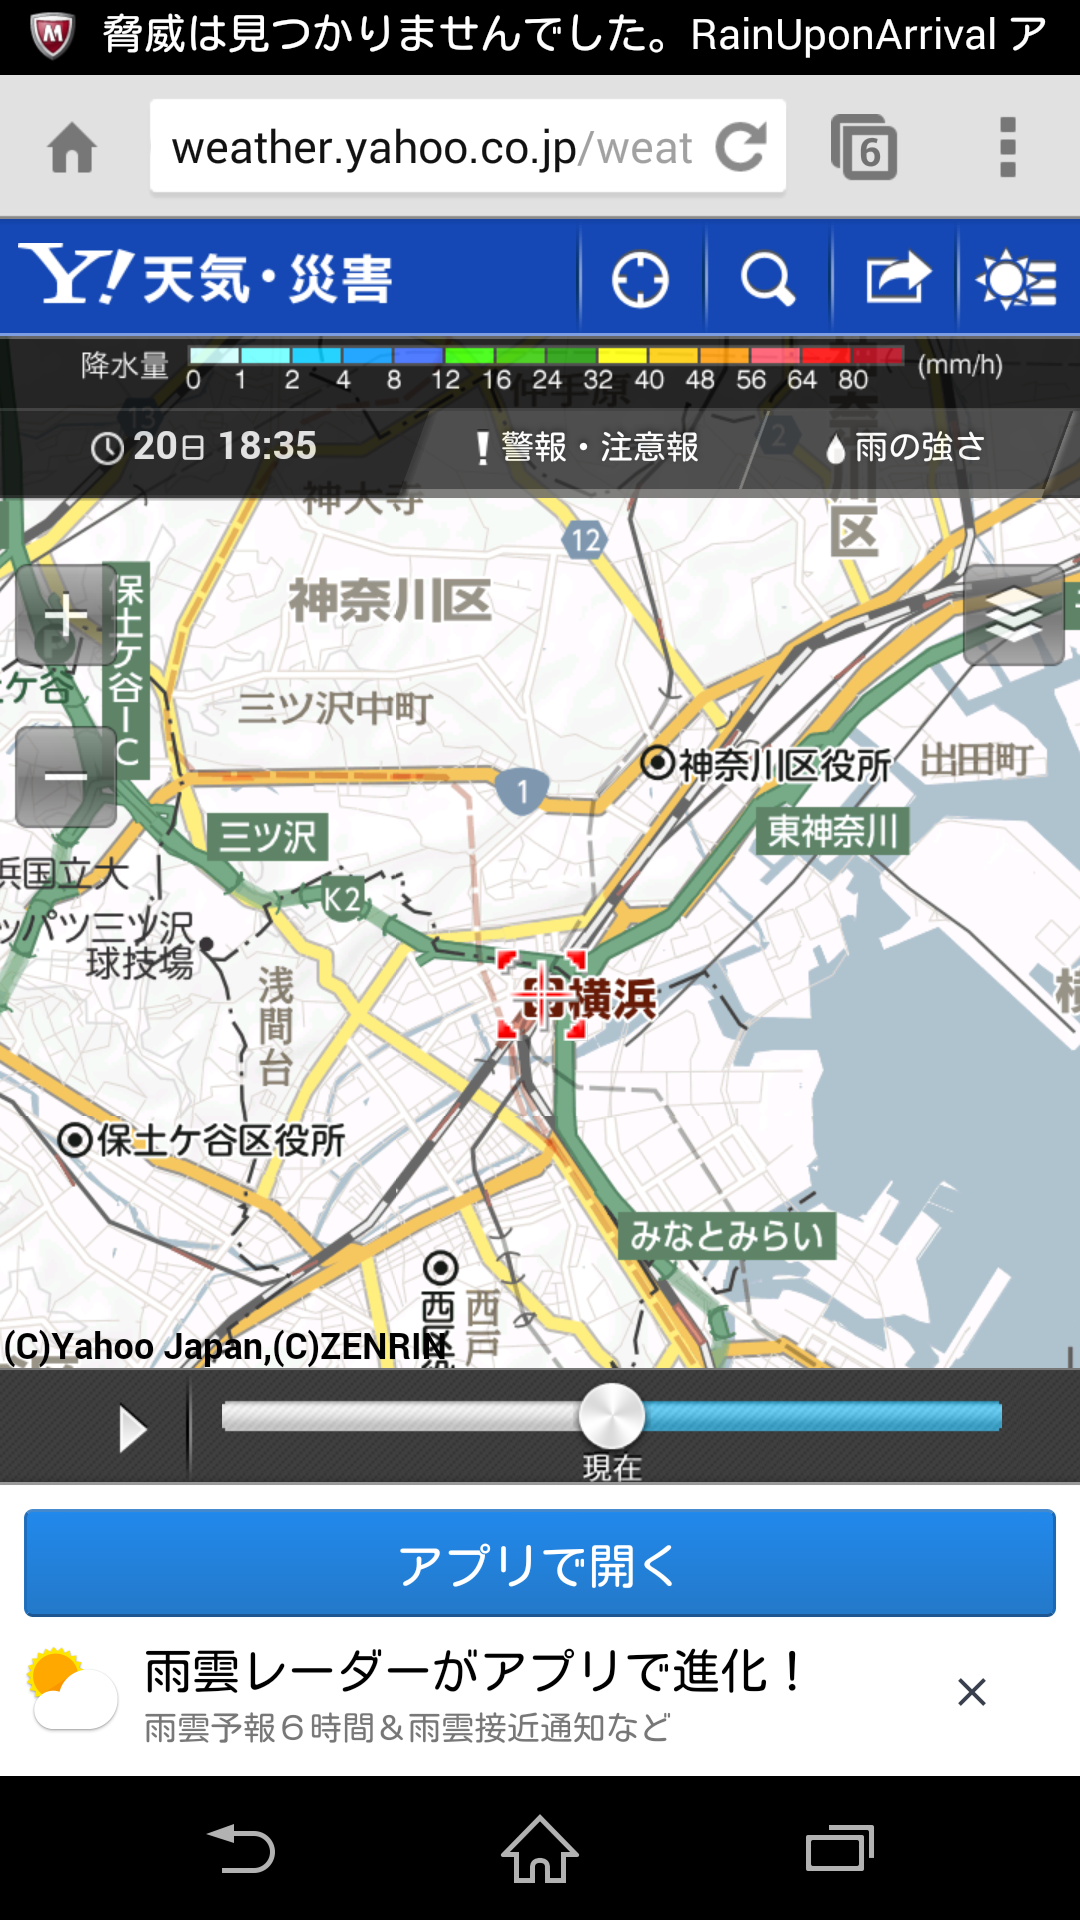 脅威は見つかりませんでした。RainUponArrival ア
weather.yahoo.co.jp/weat
6
Y! 天気・災害
降水量
0 1 2 4 8 12 16 24 32 40 48 56 64 80
(mm/h)
20日 18:35
警報・注意報
雨の強さ
13
仲手原
2
神奈川区
神大寺
12
神奈川区
保土ケ谷IC
P
ケ谷
三ツ沢中町
神奈川区役所
出田町
1
三ツ沢
東神奈川
浜国立大
K2
ッパツ三ツ沢
球技場
浅間台
横浜
保土ケ谷区役所
みなとみらい
西区役
西戸
(C)Yahoo Japan,(C)ZENRIN
現在
アプリで開く
雨雲レーダーがアプリで進化！
雨雲予報６時間＆雨雲接近通知など